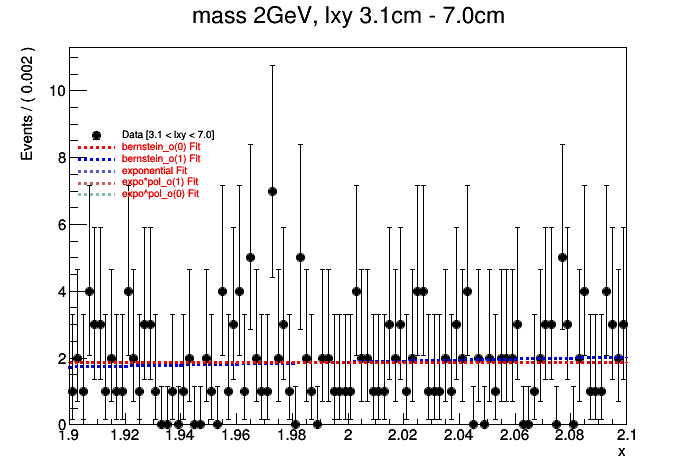 mass 2GeV, lxy 3.1cm - 7.0cm
Events / ( 0.002 )
10
8
6
4
2
0
Data [3.1 < lxy < 7.0]
bernstein_o(0) Fit
bernstein_o(1) Fit
exponential Fit
expo*pol_o(1) Fit
expo^pol_o(0) Fit
1.9 1.92 1.94 1.96 1.98 2 2.02 2.04 2.06 2.08 2.1
x